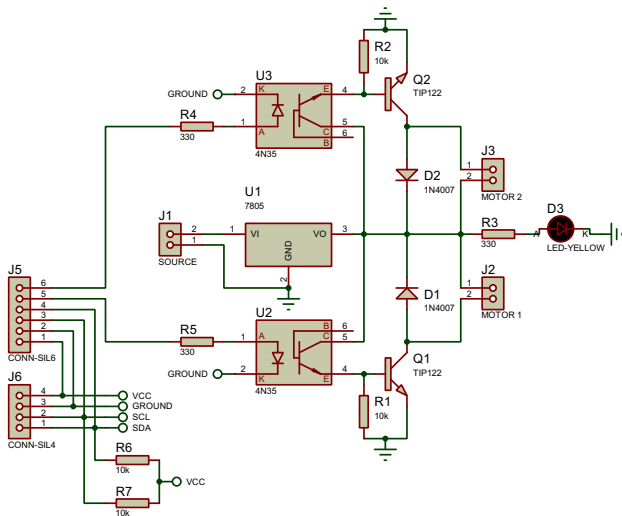 R2
10k
Q2
TIP122
U3
GROUND
2
K
E
4
1
A
C
5
B
6
4N35
R4
330
J3
1
2
MOTOR 2
D2
1N4007
U1
7805
J1
2
1
SOURCE
1
VI
VO
3
GND
2
R3
330
D3
A
K
LED-YELLOW
J5
6
5
4
3
2
1
CONN-SIL6
J2
1
2
MOTOR 1
D1
1N4007
U2
R5
330
1
A
B
6
C
5
GROUND
2
K
E
4
4N35
Q1
TIP122
R1
10k
J6
4
3
2
1
CONN-SIL4
VCC
GROUND
SCL
SDA
R6
10k
VCC
R7
10k